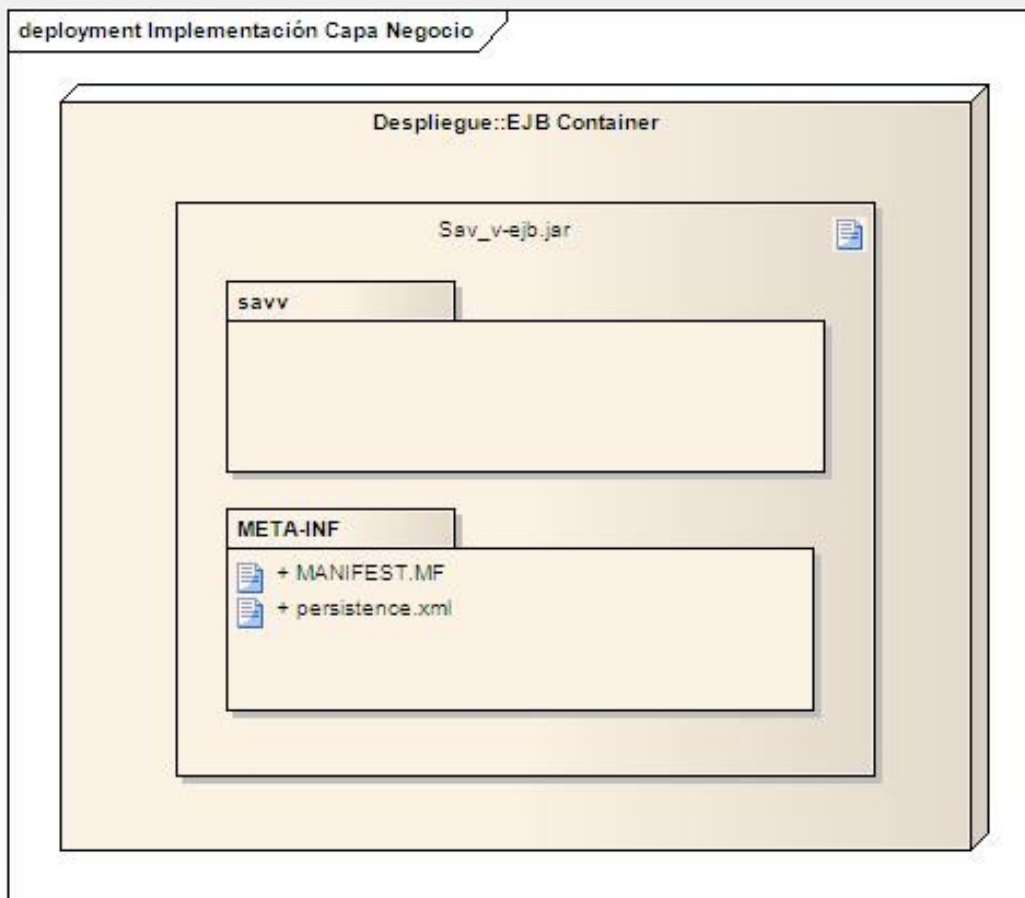 deployment Implementación Capa Negocio
Despliegue::EJB Container
Sav_v-ejb.jar
savv
META-INF
+ MANIFEST.MF
+ persistence.xml